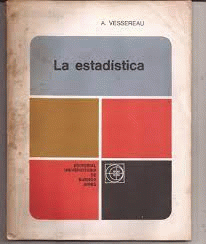 A. VESSEREAU
La estadística
EDITORIAL
UNIVERSITARIA
DE
BUENOS
AIRES